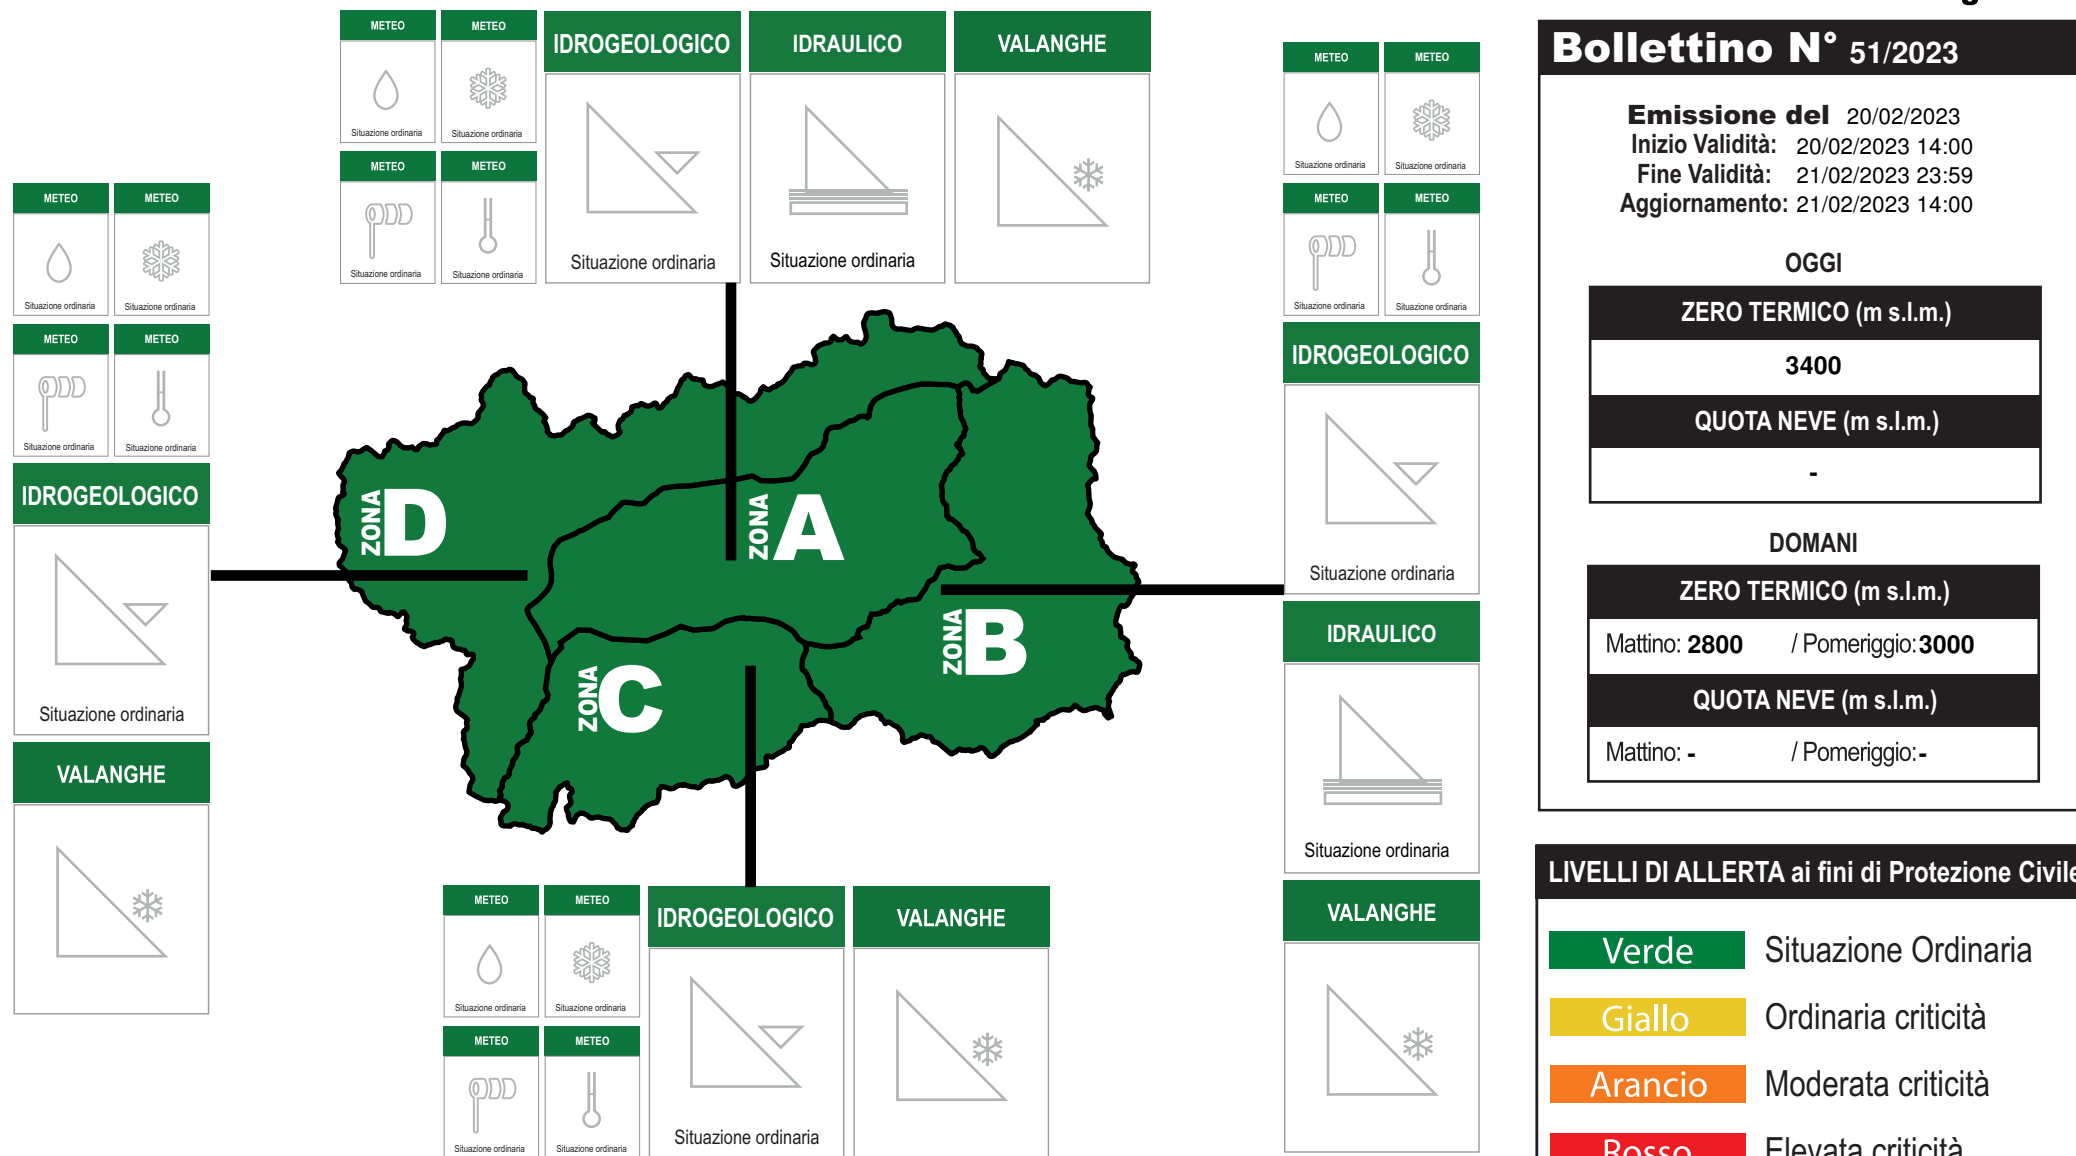 METEO
METEO
Situazione ordinaria
Situazione ordinaria
METEO
METEO
Situazione ordinaria
Situazione ordinaria
IDROGEOLOGICO
Situazione ordinaria
IDRAULICO
Situazione ordinaria
VALANGHE
METEO
METEO
Situazione ordinaria
Situazione ordinaria
METEO
METEO
Situazione ordinaria
Situazione ordinaria
IDROGEOLOGICO
Situazione ordinaria
VALANGHE
ZONA D
ZONA A
ZONA B
ZONA C
METEO
METEO
Situazione ordinaria
Situazione ordinaria
METEO
METEO
Situazione ordinaria
Situazione ordinaria
IDROGEOLOGICO
Situazione ordinaria
IDRAULICO
Situazione ordinaria
VALANGHE
METEO
METEO
Situazione ordinaria
Situazione ordinaria
METEO
METEO
Situazione ordinaria
Situazione ordinaria
IDROGEOLOGICO
Situazione ordinaria
VALANGHE
Bollettino N° 51/2023
Emissione del 20/02/2023
Inizio Validità: 20/02/2023 14:00
Fine Validità: 21/02/2023 23:59
Aggiornamento: 21/02/2023 14:00
OGGI
ZERO TERMICO (m s.l.m.)
3400
QUOTA NEVE (m s.l.m.)
-
DOMANI
ZERO TERMICO (m s.l.m.)
Mattino: 2800 / Pomeriggio: 3000
QUOTA NEVE (m s.l.m.)
Mattino: - / Pomeriggio: -
LIVELLI DI ALLERTA ai fini di Protezione Civile
Verde Situazione Ordinaria
Giallo Ordinaria criticità
Arancio Moderata criticità
Rosso Elevata criticità